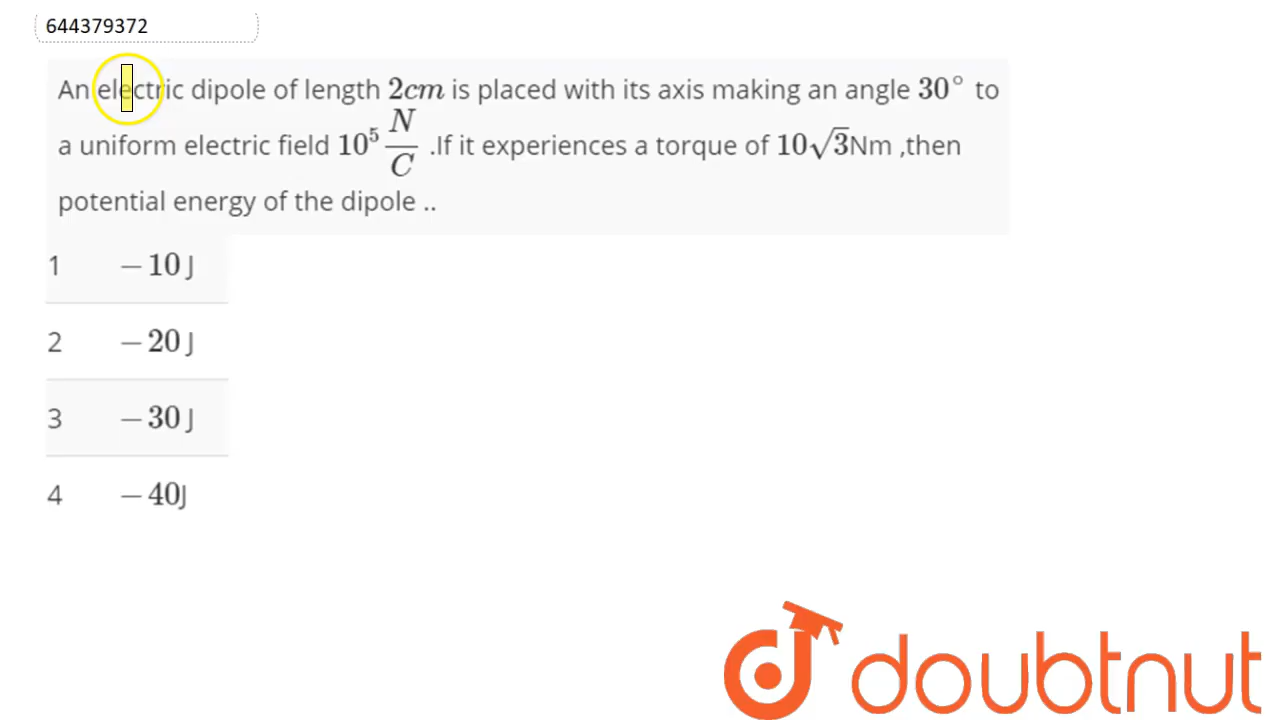 644379372
An electric dipole of length 2cm is placed with its axis making an angle 30° to
a uniform electric field 10⁵ N/C .If it experiences a torque of 10√3Nm ,then
potential energy of the dipole ..
1 −10 J
2 −20 J
3 −30 J
4 −40J
doubtnut